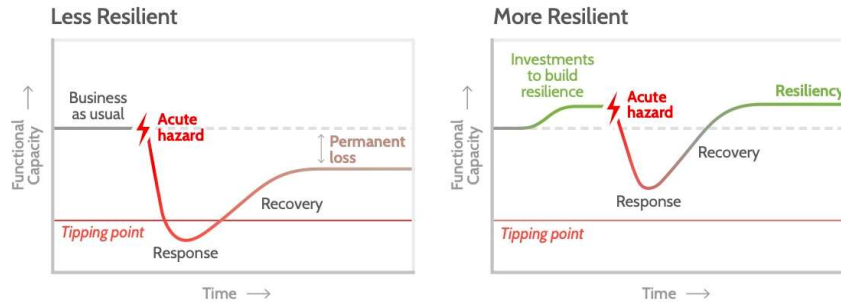 Less Resilient
Functional
Capacity
Business
as usual
Acute
hazard
Permanent
loss
Recovery
Tipping point
Response
Time
More Resilient
Functional
Capacity
Investments
to build
resilience
Acute
hazard
Resiliency
Recovery
Response
Tipping point
Time